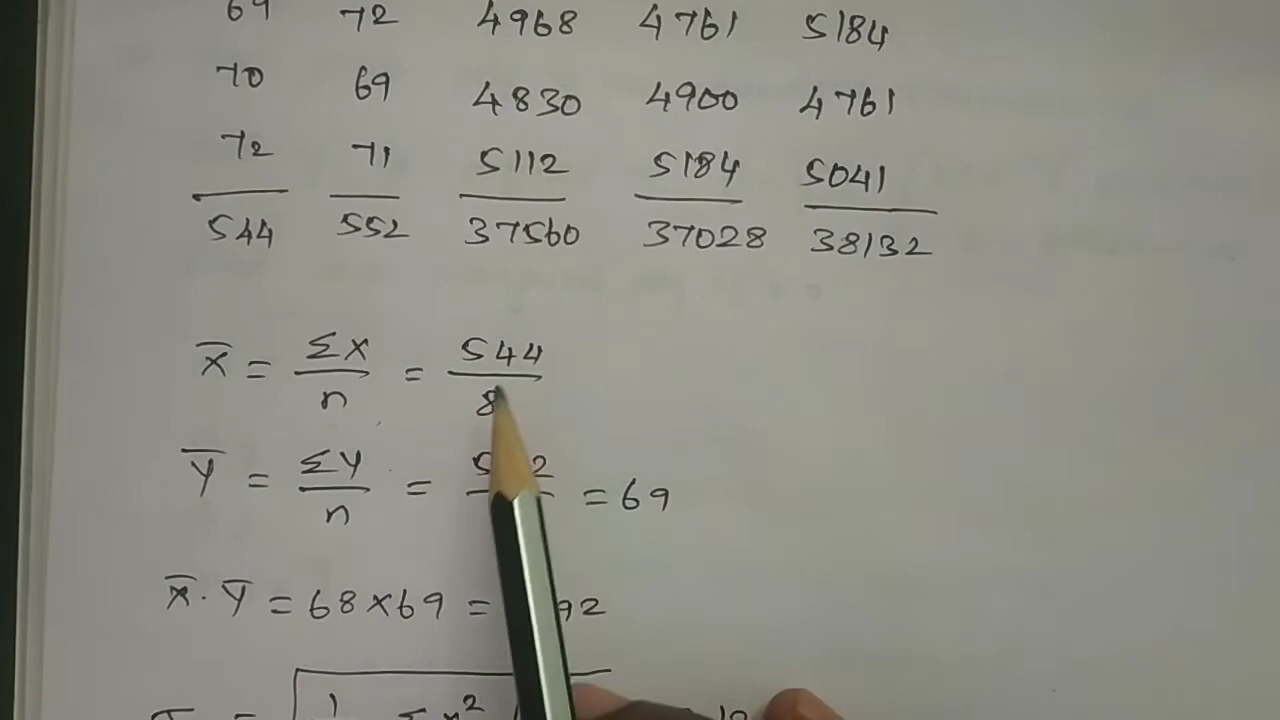 69 72 4968 4761 5184
70 69 4830 4900 4761
72 71 5112 5184 5041
544 552 37560 37028 38132
X̄ = ΣX/n = 544/8
Ȳ = ΣY/n = = 69
X̄ . Ȳ = 68 × 69 =